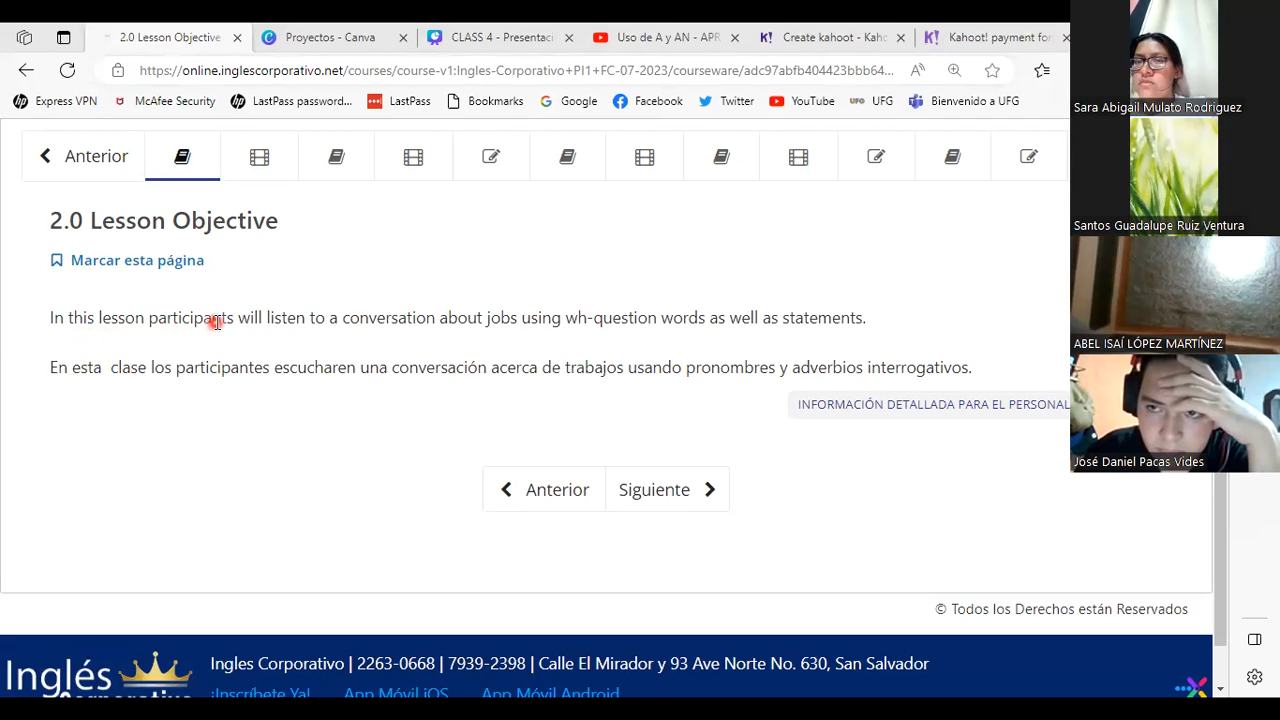 2.0 Lesson Objective
Proyectos - Canva
CLASS 4 - Presentaci
Uso de A y AN - APR
Create kahoot - Kaho
Kahoot! payment for
https://online.inglescorporativo.net/courses/course-v1:Ingles-Corporativo+PI1+FC-07-2023/courseware/adc97abfb404423bbb64...
Express VPN
McAfee Security
LastPass password...
LastPass
Bookmarks
Google
Facebook
Twitter
YouTube
UFG
Bienvenido a UFG
Anterior
2.0 Lesson Objective
Marcar esta página
In this lesson participants will listen to a conversation about jobs using wh-question words as well as statements.
En esta clase los participantes escucharen una conversación acerca de trabajos usando pronombres y adverbios interrogativos.
INFORMACIÓN DETALLADA PARA EL PERSONAL
Anterior
Siguiente
© Todos los Derechos están Reservados
Inglés
Ingles Corporativo | 2263-0668 | 7939-2398 | Calle El Mirador y 93 Ave Norte No. 630, San Salvador
¡Inscríbete Ya!
App Móvil iOS
App Móvil Android
Sara Abigail Mulato Rodriguez
Santos Guadalupe Ruiz Ventura
ABEL ISAÍ LÓPEZ MARTÍNEZ
José Daniel Pacas Vides